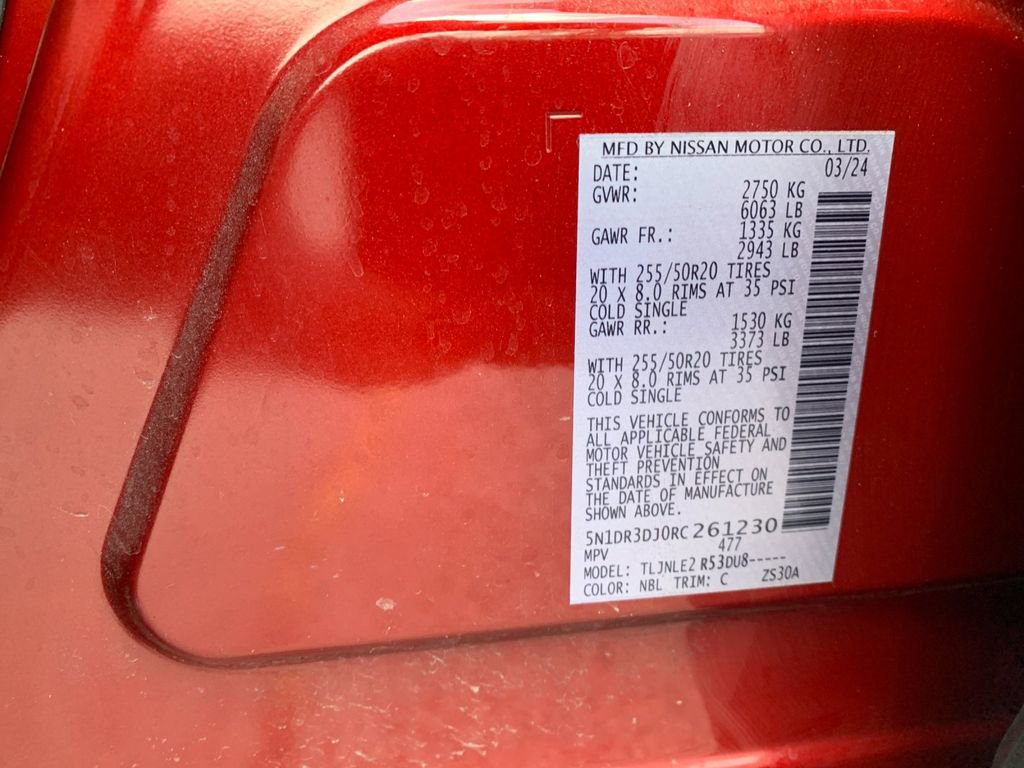 MFD BY NISSAN MOTOR CO., LTD.
DATE: 03/24
GVWR: 2750 KG
6063 LB
GAWR FR.: 1335 KG
2943 LB
WITH 255/50R20 TIRES
20 X 8.0 RIMS AT 35 PSI
COLD SINGLE
GAWR RR.: 1530 KG
3373 LB
WITH 255/50R20 TIRES
20 X 8.0 RIMS AT 35 PSI
COLD SINGLE
THIS VEHICLE CONFORMS TO
ALL APPLICABLE FEDERAL
MOTOR VEHICLE SAFETY AND
THEFT PREVENTION
STANDARDS IN EFFECT ON
THE DATE OF MANUFACTURE
SHOWN ABOVE.
5N1DR3DJ0RC261230
MPV 477
MODEL: TLJNLE2 R53DU8-----
COLOR: NBL TRIM: C ZS30A